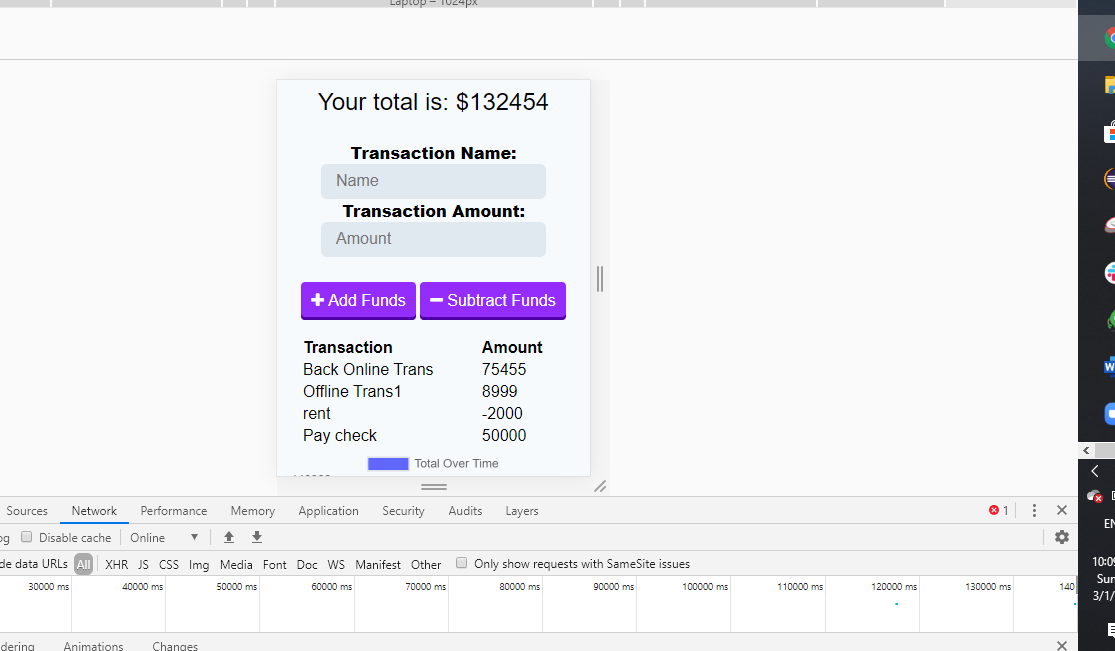 Laptop – 1024px
Your total is: $132454
Transaction Name:
Name
Transaction Amount:
Amount
Add Funds Subtract Funds
Transaction Amount
Back Online Trans 75455
Offline Trans1 8999
rent -2000
Pay check 50000
Total Over Time
Sources Network Performance Memory Application Security Audits Layers 1
og Disable cache Online
de data URLs All XHR JS CSS Img Media Font Doc WS Manifest Other Only show requests with SameSite issues
30000 ms 40000 ms 50000 ms 60000 ms 70000 ms 80000 ms 90000 ms 100000 ms 110000 ms 120000 ms 130000 ms 140
dering Animations Changes
W
EN
10:09
Sun
3/1/